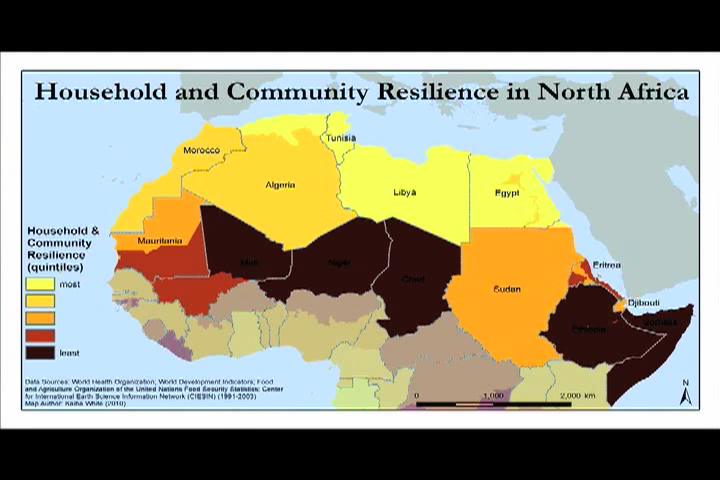 Household and Community Resilience in North Africa
Tunisia
Morocco
Algeria
Libya
Egypt
Household &
Community
Resilience
(quintiles)
Mauritania
Mali
Niger
Chad
Sudan
Eritrea
Djibouti
Ethiopia
Somalia
most
least
Data Sources: World Health Organization; World Development Indicators; Food
and Agriculture Organization of the United Nations Food Security Statistics; Center
for International Earth Science Information Network (CIESIN) (1991-2003)
Map Author: Kaiba White (2010)
0 1,000 2,000 km
N